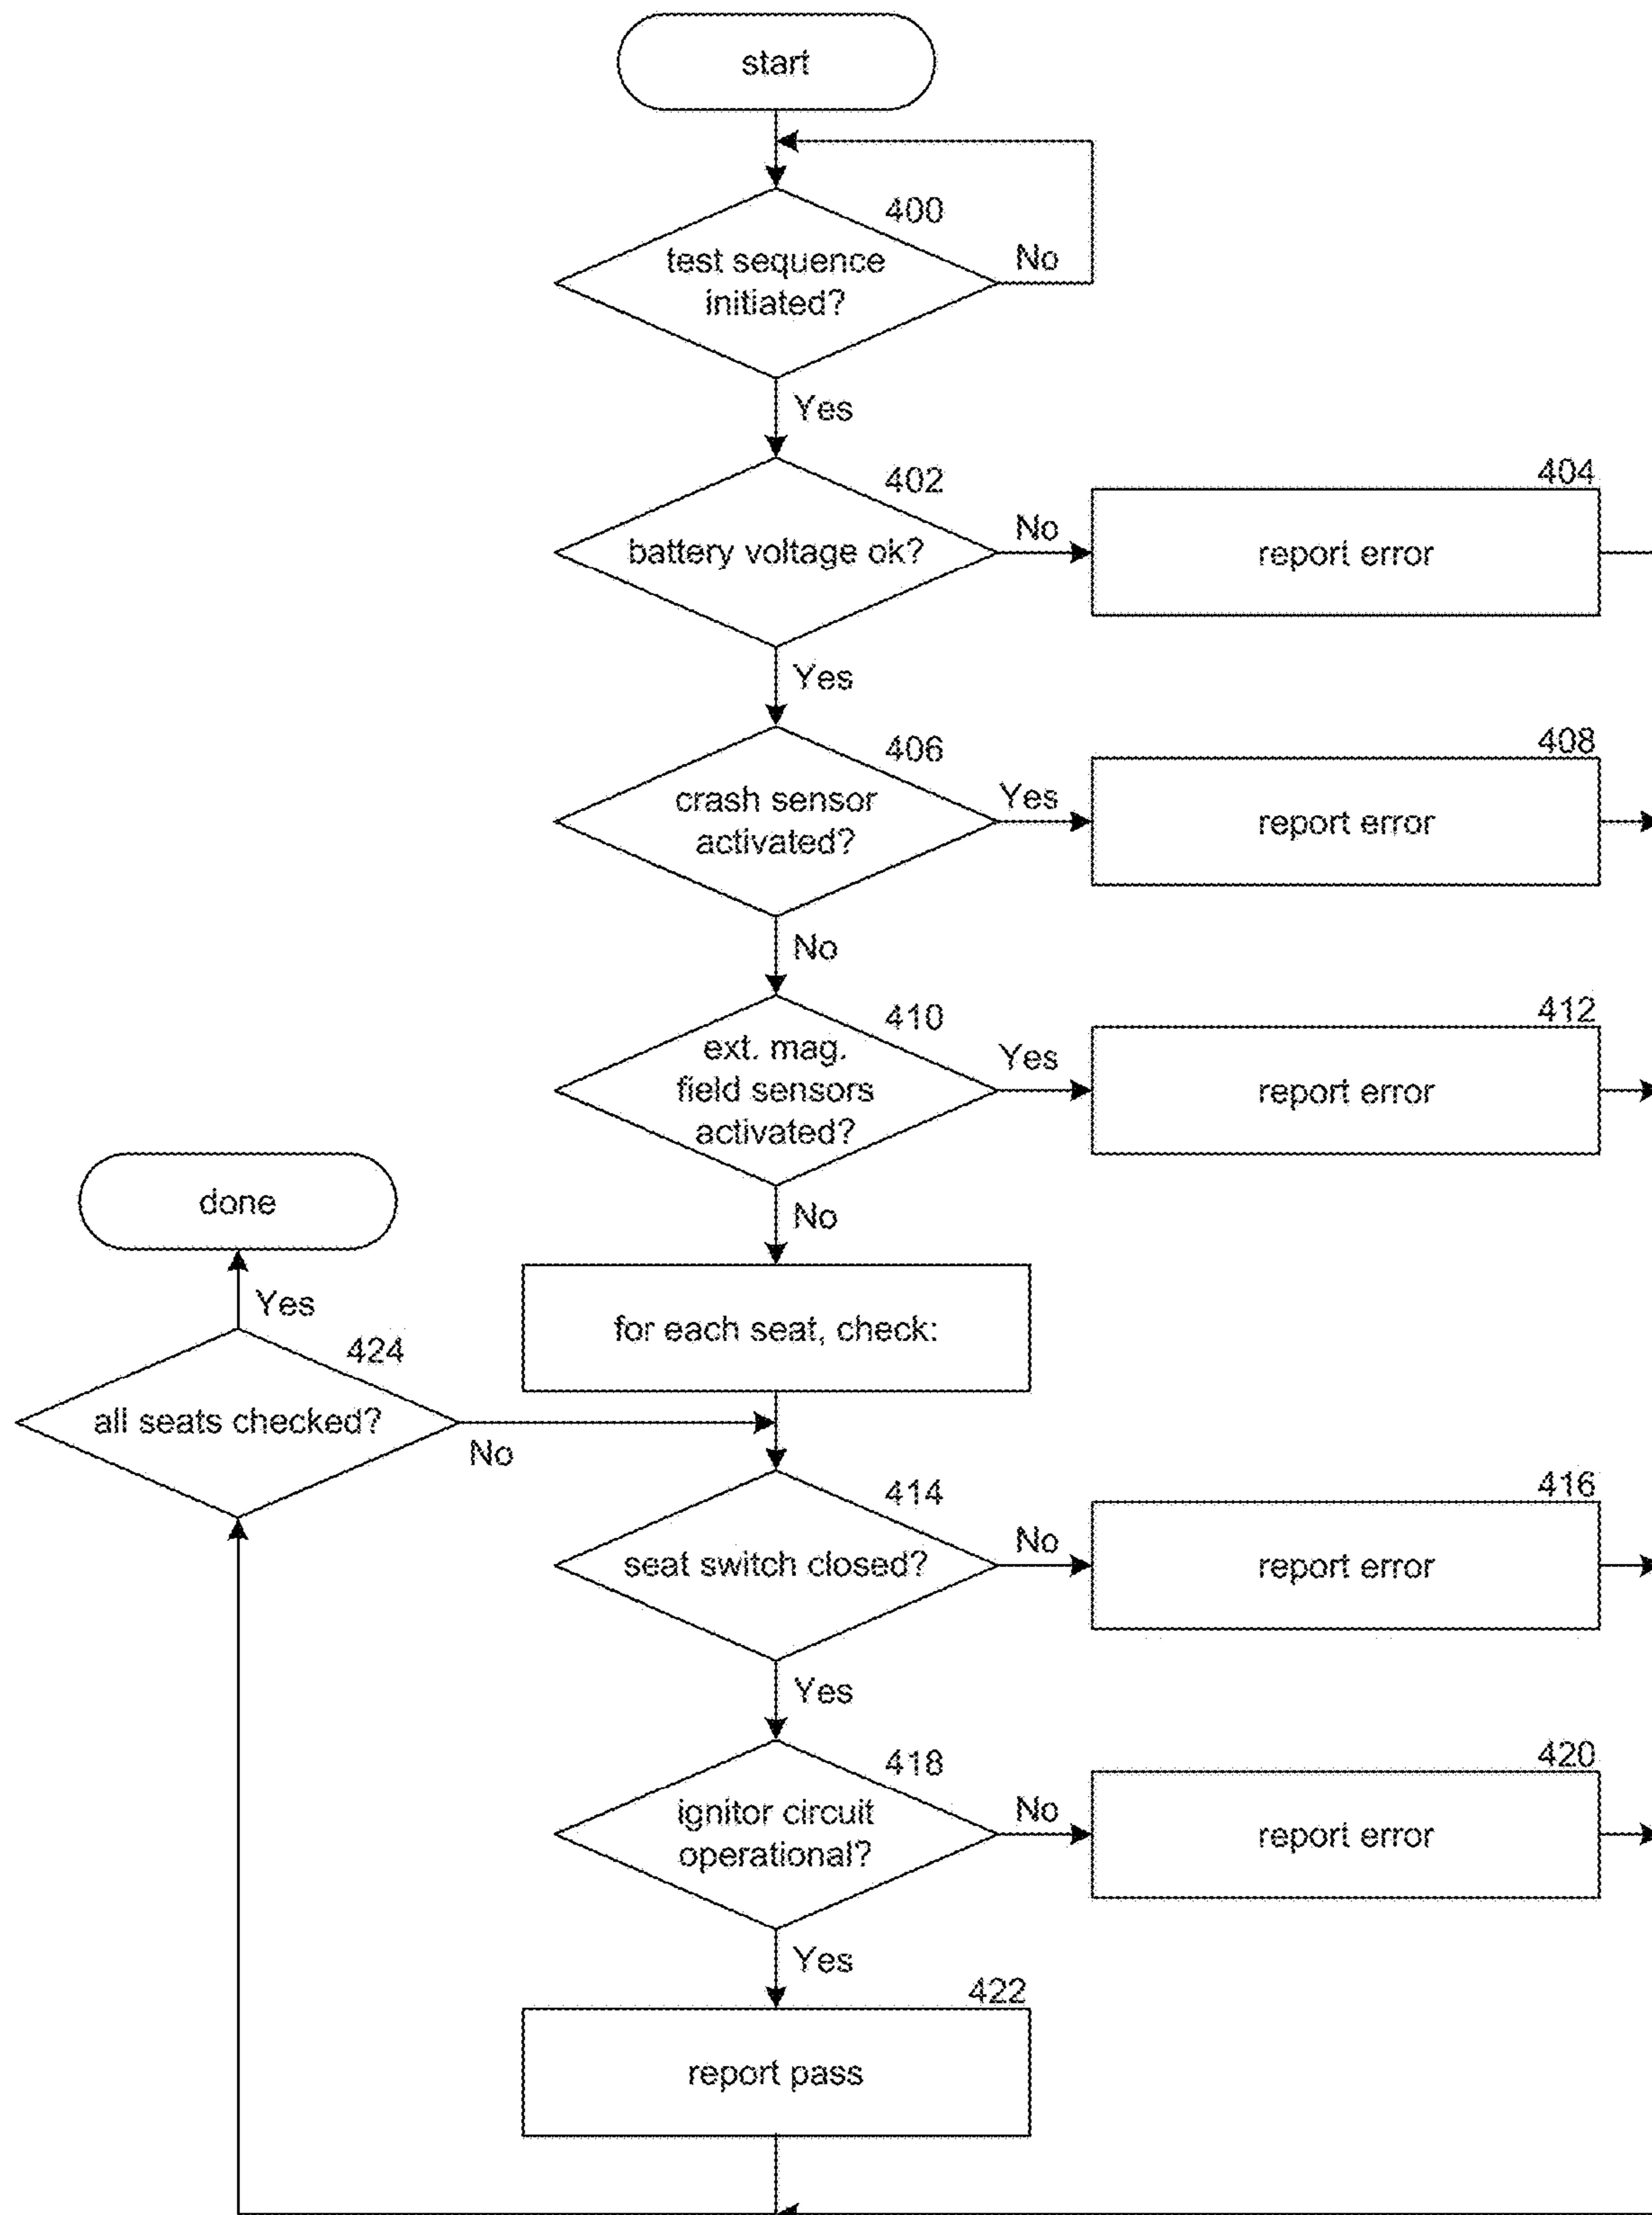 start
400
test sequence
initiated?
No
Yes
402
battery voltage ok?
No
404
report error
Yes
406
crash sensor
activated?
Yes
408
report error
No
410
ext. mag.
field sensors
activated?
Yes
412
report error
No
done
Yes
424
all seats checked?
No
for each seat, check:
414
seat switch closed?
No
416
report error
Yes
418
ignitor circuit
operational?
No
420
report error
Yes
422
report pass